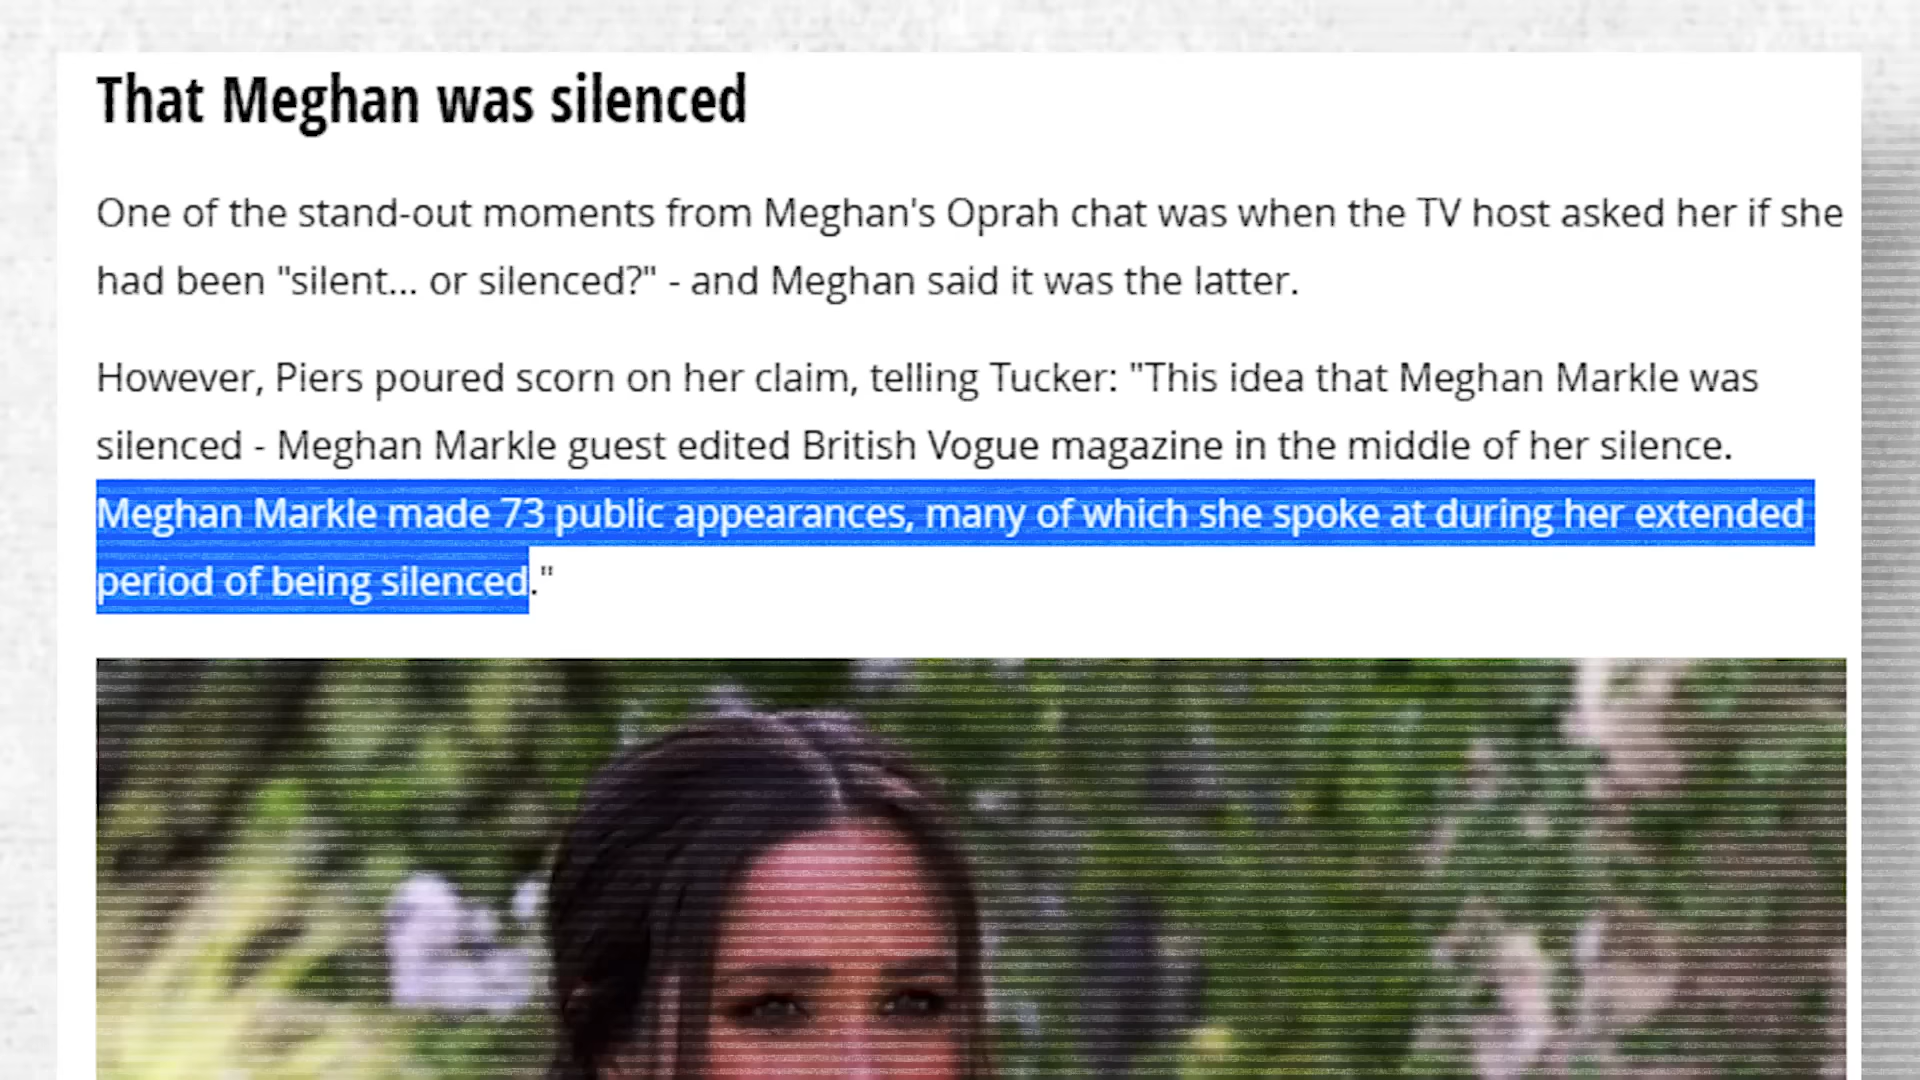 That Meghan was silenced
One of the stand-out moments from Meghan's Oprah chat was when the TV host asked her if she
had been "silent... or silenced?" - and Meghan said it was the latter.
However, Piers poured scorn on her claim, telling Tucker: "This idea that Meghan Markle was
silenced - Meghan Markle guest edited British Vogue magazine in the middle of her silence.
Meghan Markle made 73 public appearances, many of which she spoke at during her extended
period of being silenced."